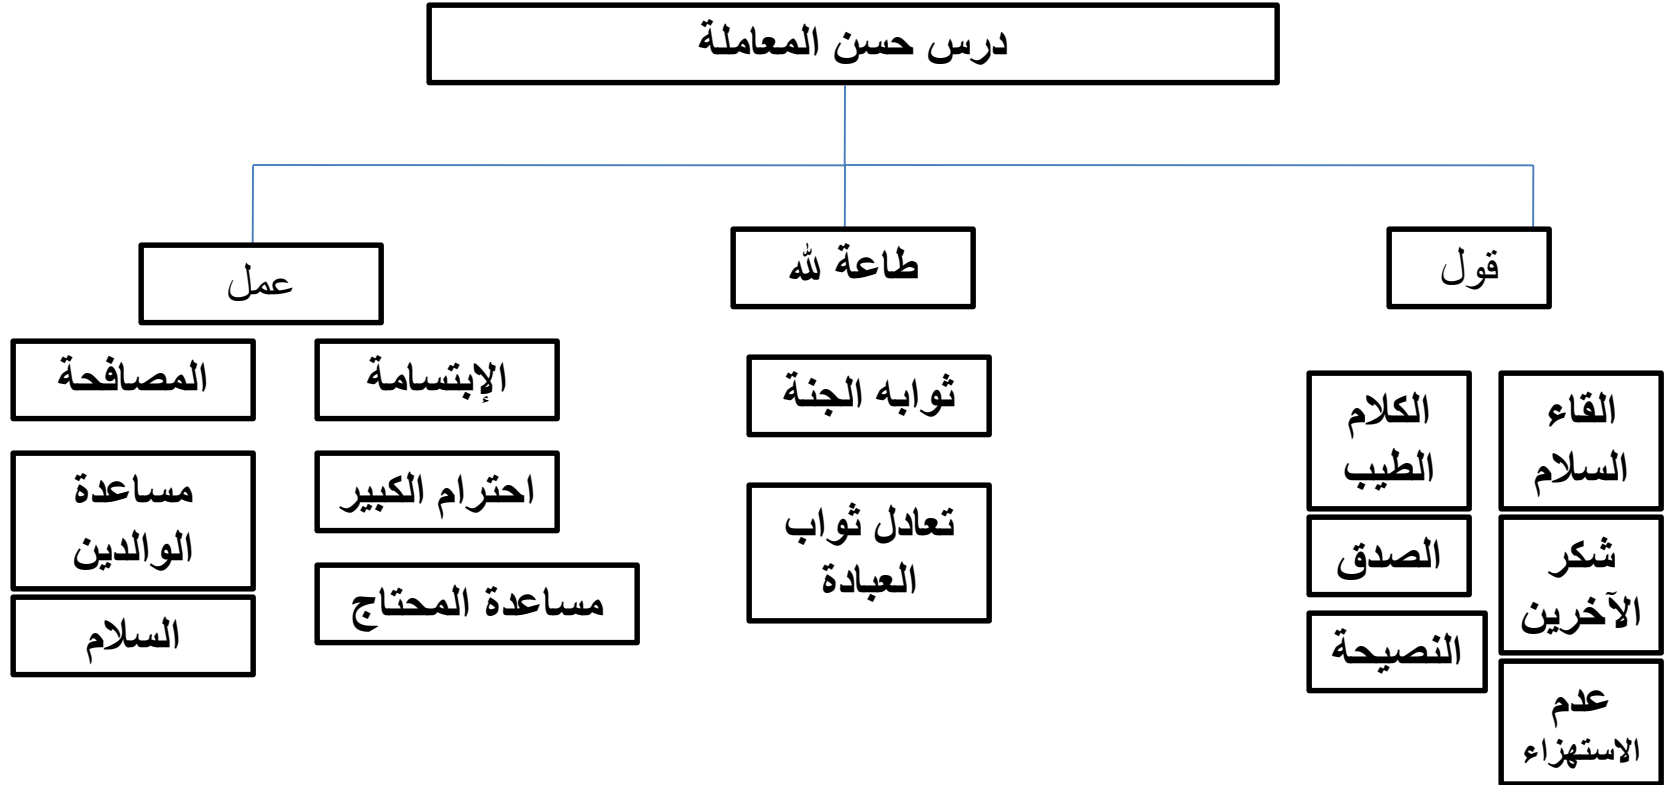 درس حسن المعاملة
قول
طاعة لله
عمل
القاء
السلام
شكر
الآخرين
عدم
الاستهزاء
الكلام
الطيب
الصدق
النصيحة
ثوابه الجنة
تعادل ثواب
العبادة
الإبتسامة
احترام الكبير
مساعدة المحتاج
المصافحة
مساعدة
الوالدين
السلام